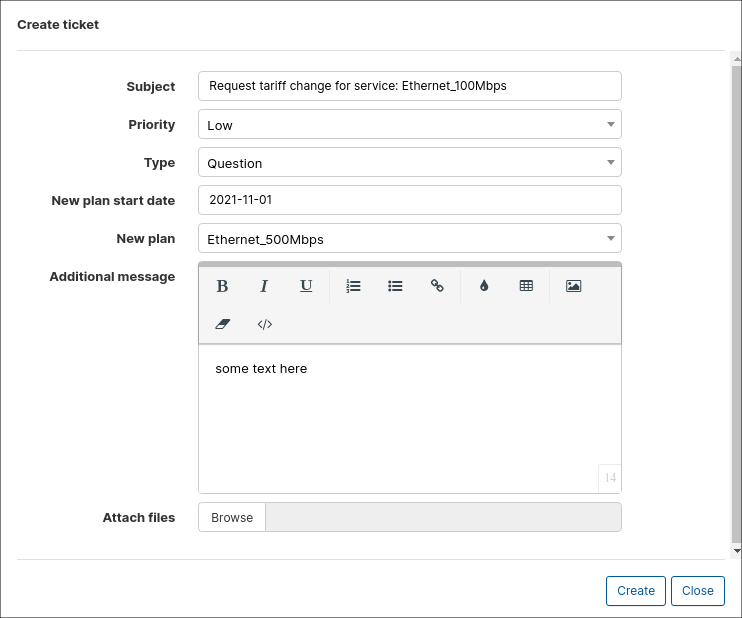 Create ticket
Subject Request tariff change for service: Ethernet_100Mbps
Priority Low
Type Question
New plan start date 2021-11-01
New plan Ethernet_500Mbps
Additional message B I U
some text here
14
Attach files Browse
Create Close